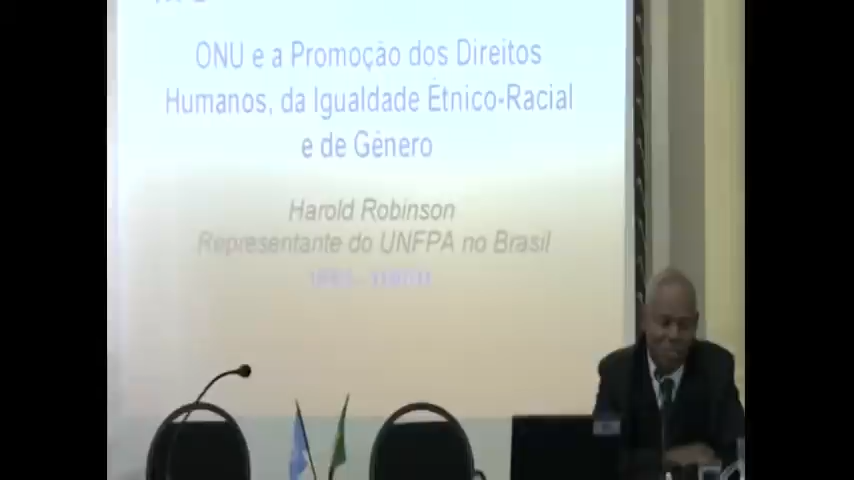 ONU e a Promoção dos Direitos
Humanos, da Igualdade Étnico-Racial
e de Gênero
Harold Robinson
Representante do UNFPA no Brasil